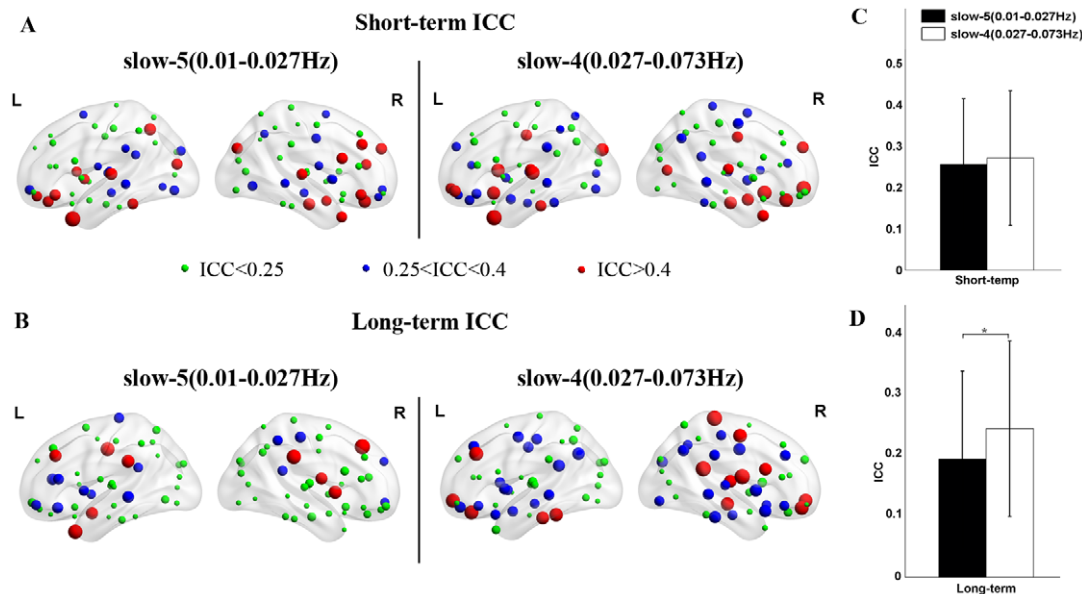 A
Short-term ICC
slow-5(0.01-0.027Hz)
slow-4(0.027-0.073Hz)
L
R
L
R
ICC<0.25
0.25<ICC<0.4
ICC>0.4
B
Long-term ICC
slow-5(0.01-0.027Hz)
slow-4(0.027-0.073Hz)
L
R
L
R
C
slow-5(0.01-0.027Hz)
slow-4(0.027-0.073Hz)
0.5
0.4
0.3
0.2
0.1
0
ICC
Short-temp
D
*
0.4
0.3
0.2
0.1
0
ICC
Long-term